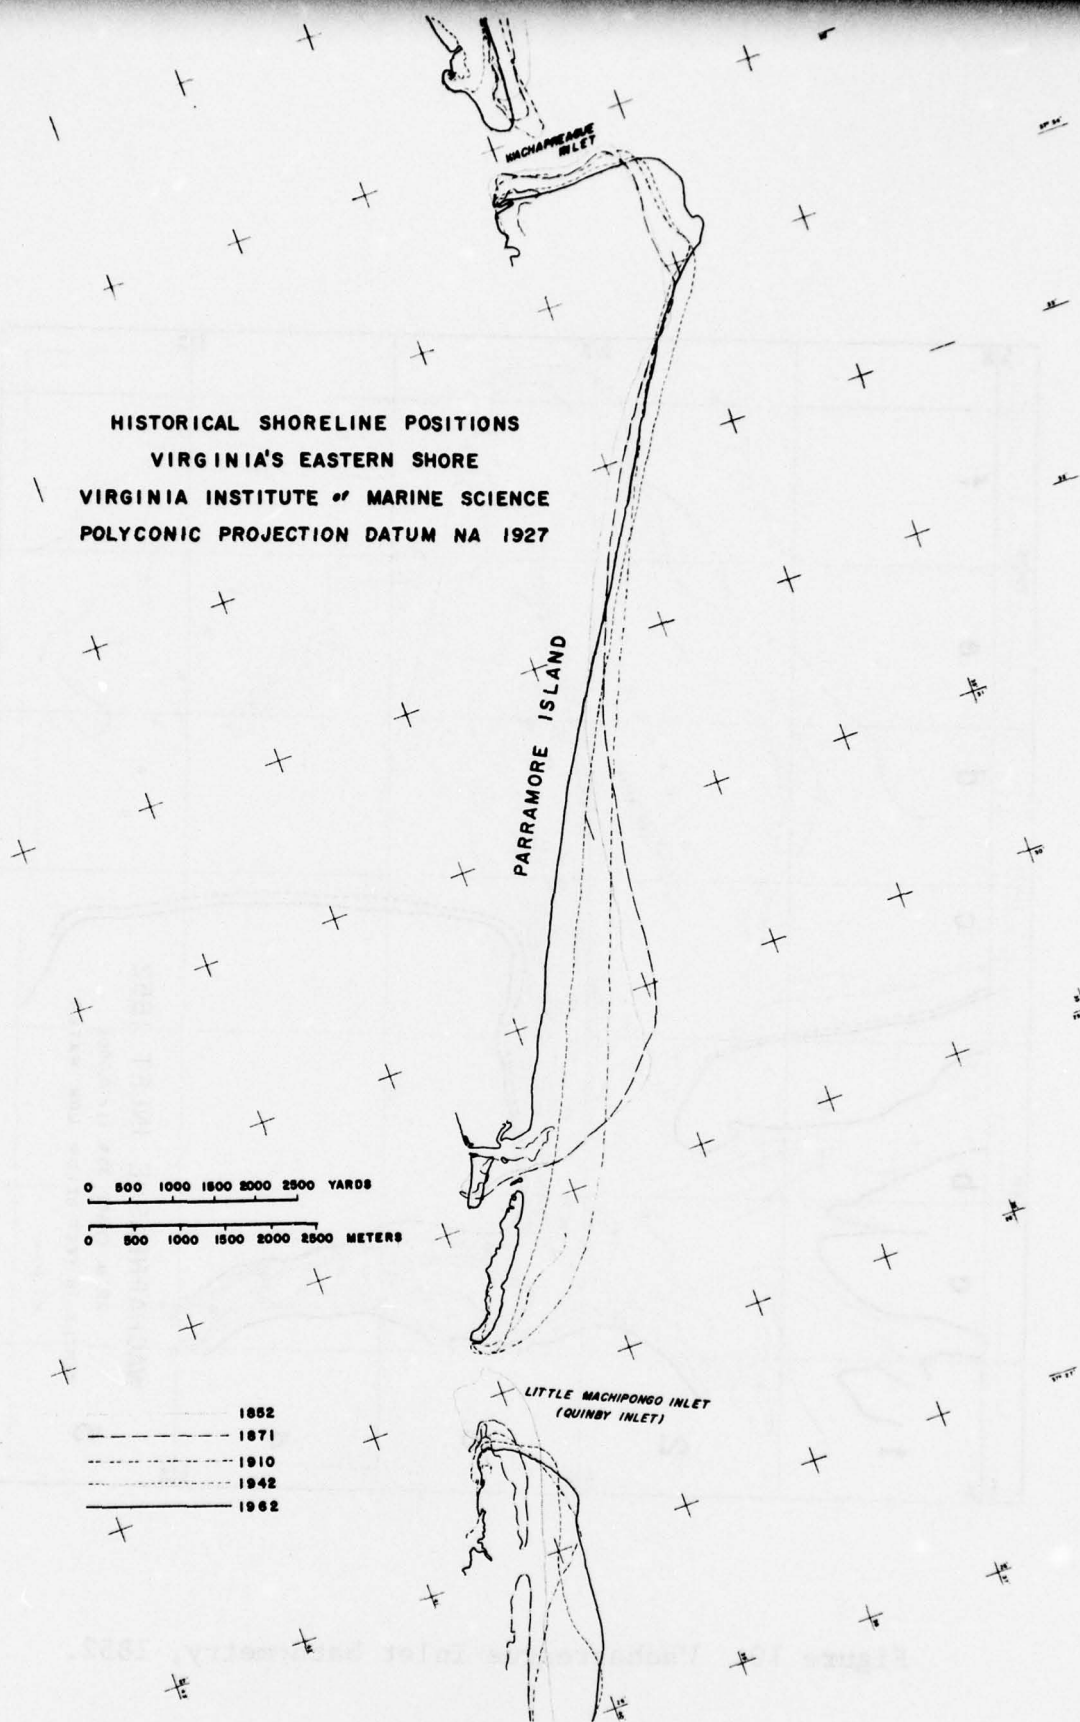 WACHAPREAGUE
INLET
HISTORICAL SHORELINE POSITIONS
VIRGINIA'S EASTERN SHORE
VIRGINIA INSTITUTE of MARINE SCIENCE
POLYCONIC PROJECTION DATUM NA 1927
PARRAMORE ISLAND
0 500 1000 1500 2000 2500 YARDS
0 500 1000 1500 2000 2500 METERS
LITTLE MACHIPONGO INLET
(QUINBY INLET)
1852
1871
1910
1942
1962